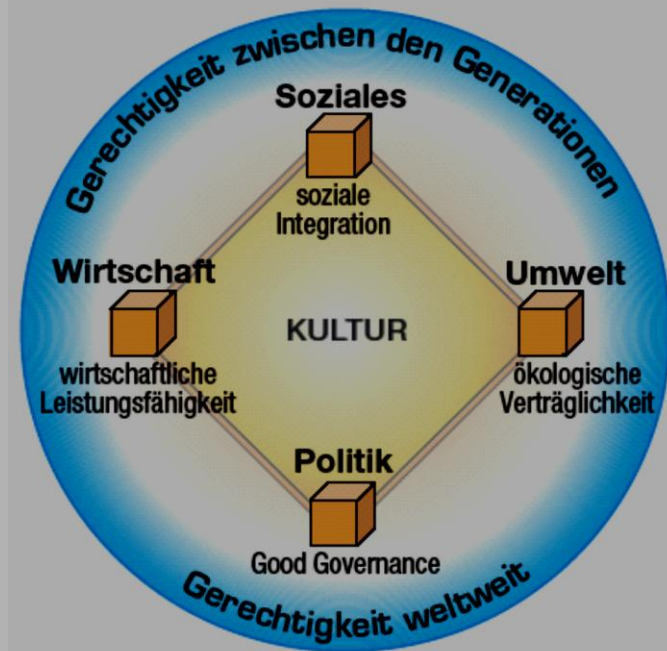 Gerechtigkeit zwischen den Generationen
Soziales
soziale
Integration
Wirtschaft
wirtschaftliche
Leistungsfähigkeit
KULTUR
Umwelt
ökologische
Verträglichkeit
Politik
Good Governance
Gerechtigkeit weltweit